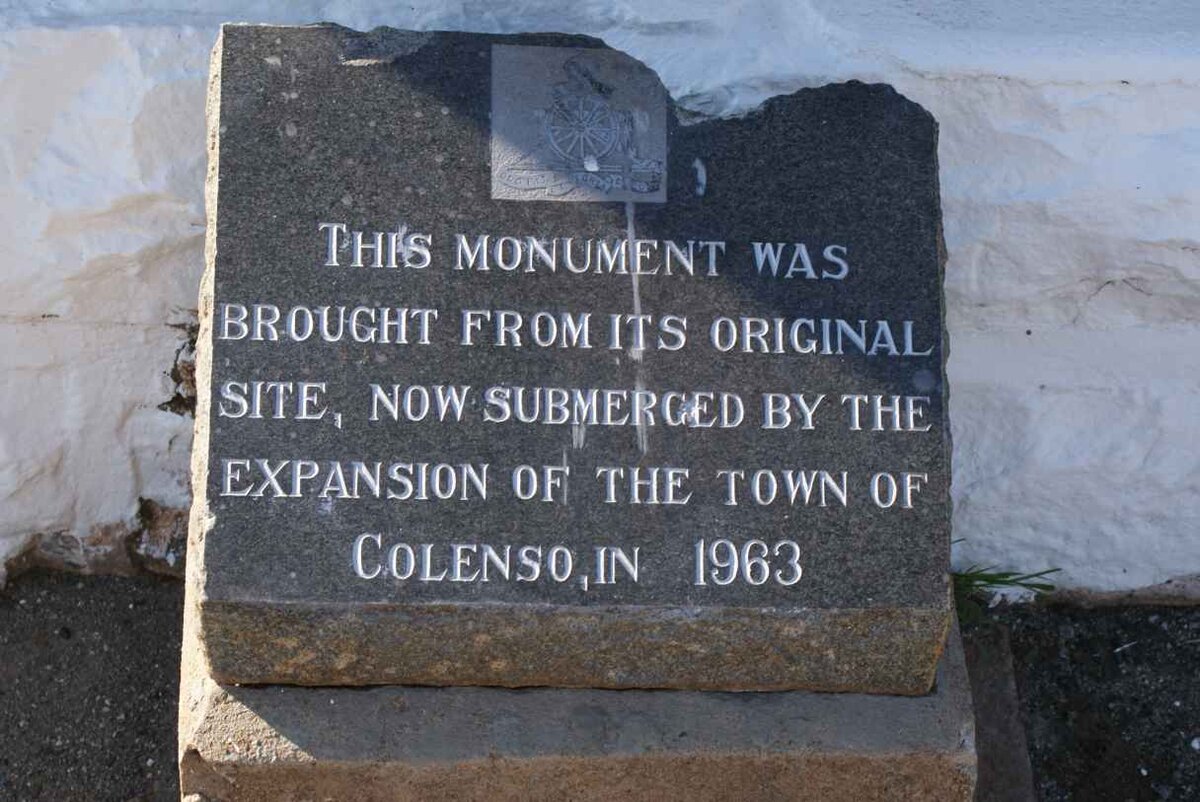 THIS MONUMENT WAS
BROUGHT FROM ITS ORIGINAL
SITE, NOW SUBMERGED BY THE
EXPANSION OF THE TOWN OF
COLENSO, IN 1963